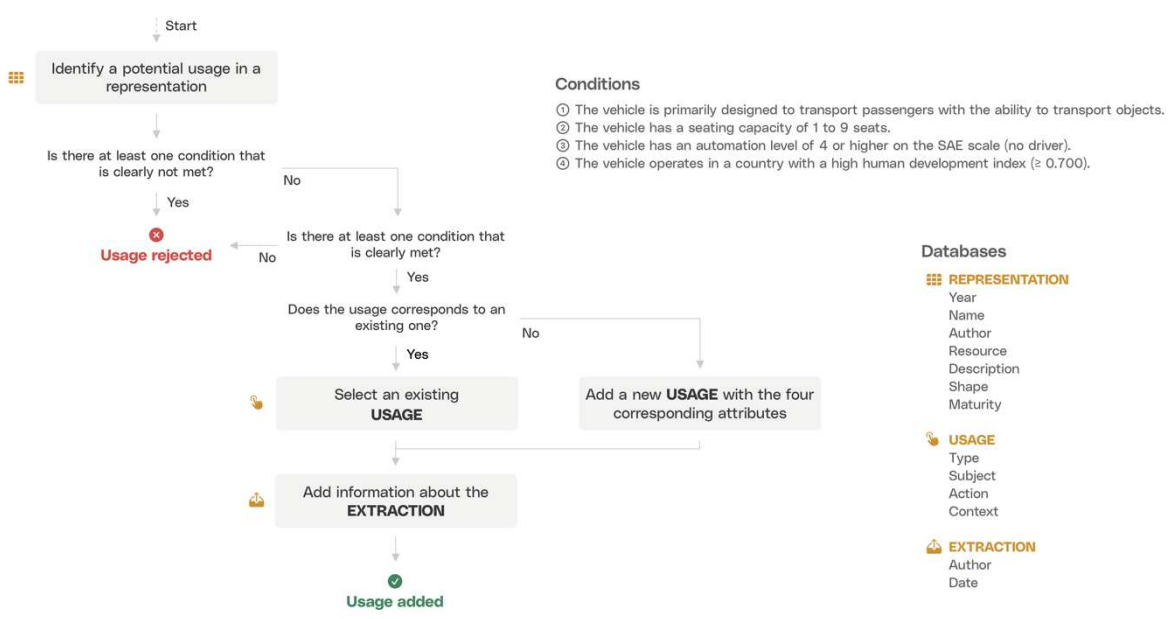 Start
Identify a potential usage in a
representation
Is there at least one condition that
is clearly not met?
No
Yes
Usage rejected
Is there at least one condition that
is clearly met?
No
Yes
Does the usage corresponds to an
existing one?
No
Yes
Select an existing
USAGE
Add a new USAGE with the four
corresponding attributes
Add information about the
EXTRACTION
Usage added
Conditions
① The vehicle is primarily designed to transport passengers with the ability to transport objects.
② The vehicle has a seating capacity of 1 to 9 seats.
③ The vehicle has an automation level of 4 or higher on the SAE scale (no driver).
④ The vehicle operates in a country with a high human development index (≥ 0.700).
Databases
REPRESENTATION
Year
Name
Author
Resource
Description
Shape
Maturity
USAGE
Type
Subject
Action
Context
EXTRACTION
Author
Date